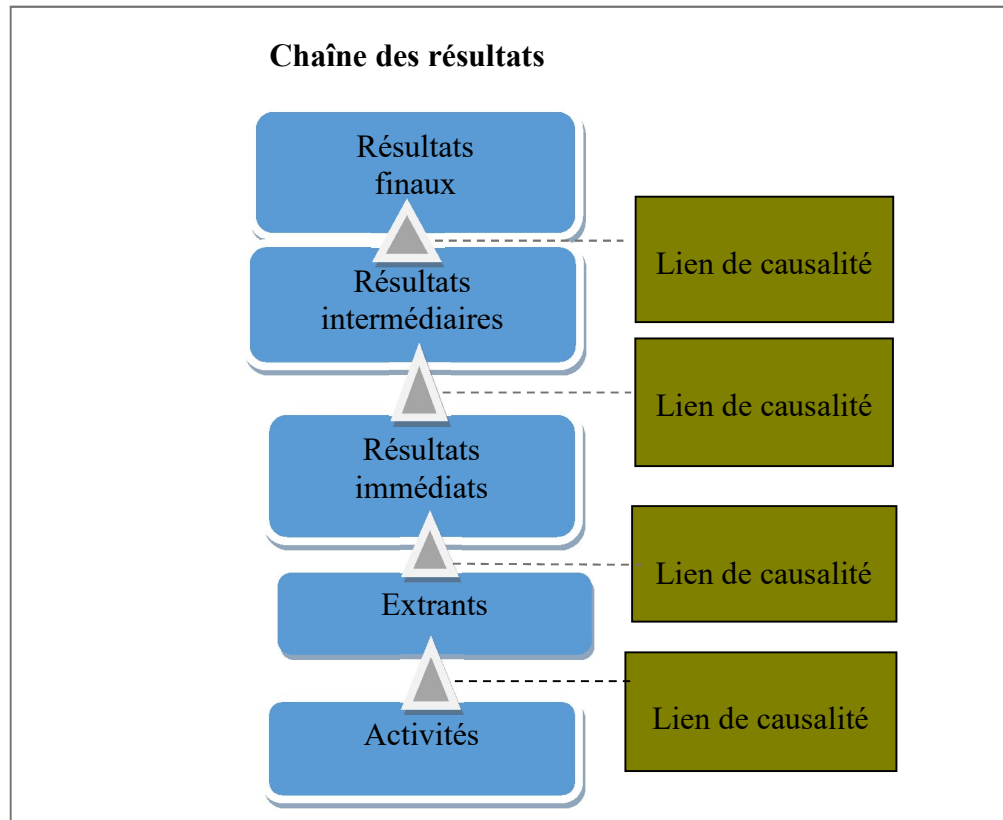 Chaîne des résultats
Résultats
finaux
Lien de causalité
Résultats
intermédiaires
Lien de causalité
Résultats
immédiats
Lien de causalité
Extrants
Lien de causalité
Activités